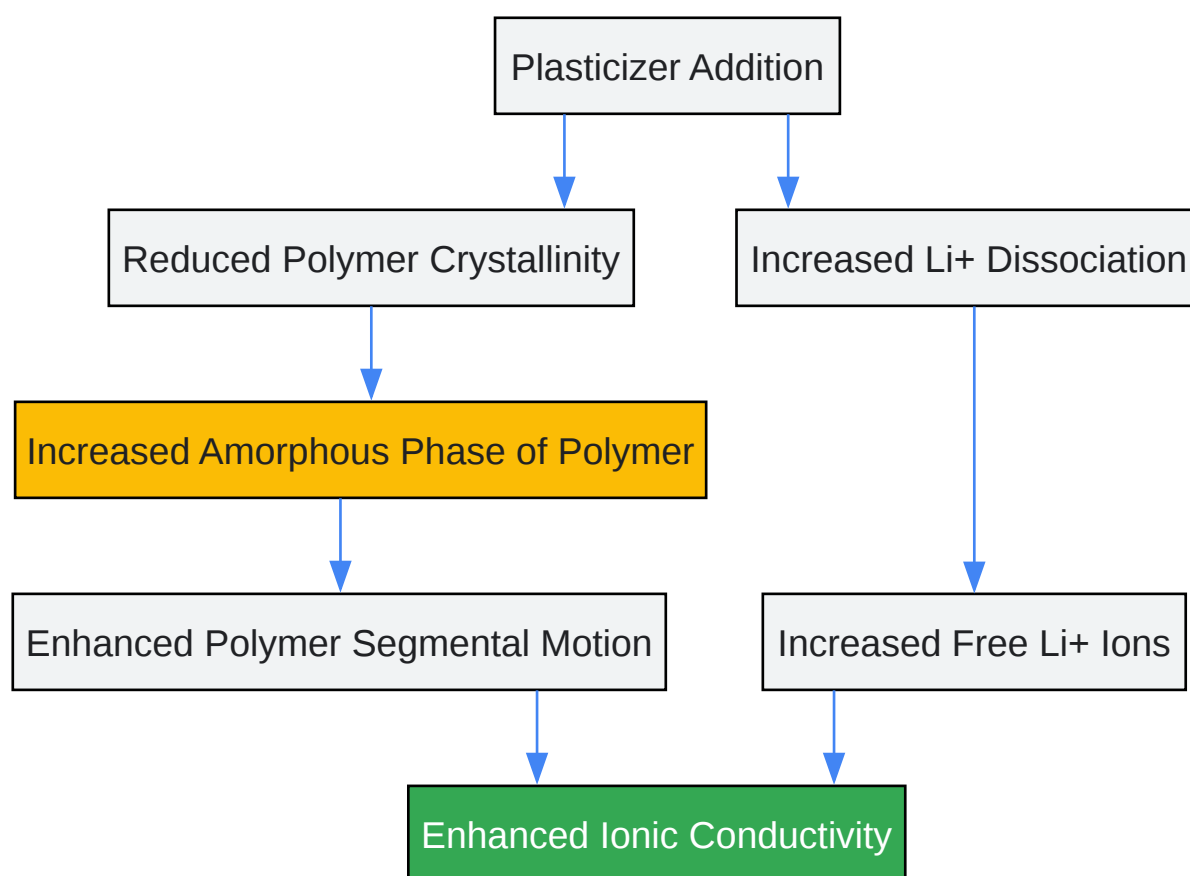 Plasticizer Addition
Reduced Polymer Crystallinity
Increased Li+ Dissociation
Increased Amorphous Phase of Polymer
Enhanced Polymer Segmental Motion
Increased Free Li+ Ions
Enhanced Ionic Conductivity